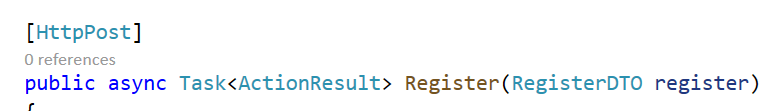 [HttpPost]
0 references
public async Task<ActionResult> Register(RegisterDTO register)
{